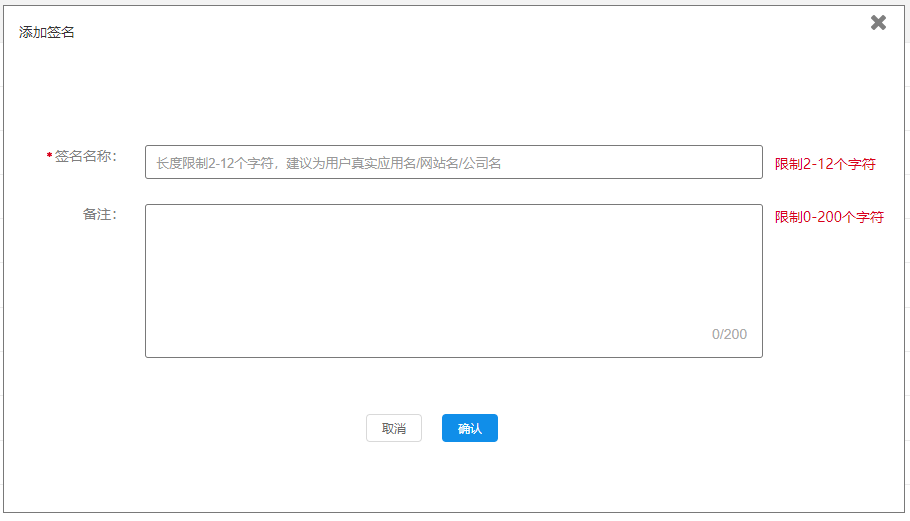 添加签名
*签名名称：
长度限制2-12个字符，建议为用户真实应用名/网站名/公司名
限制2-12个字符
备注：
限制0-200个字符
0/200
取消
确认